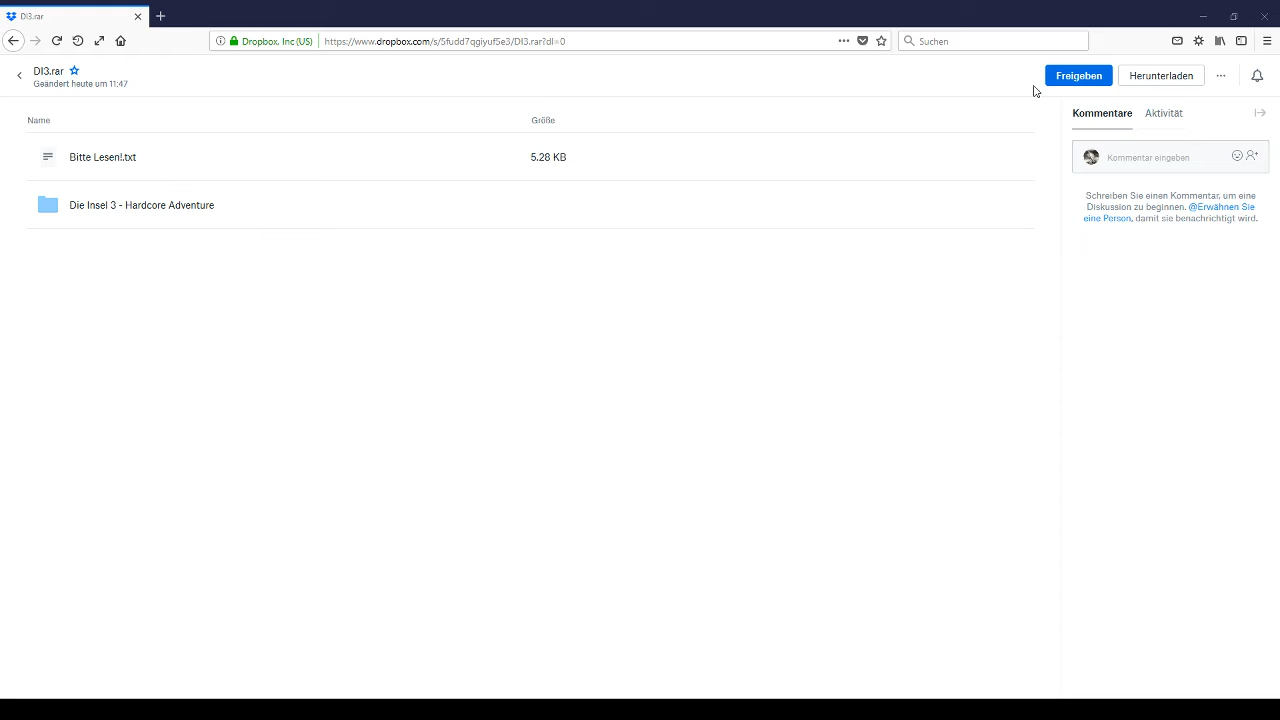 DI3.rar
Dropbox, Inc (US)
https://www.dropbox.com/s/5fudd7qgiyuf5e3/DI3.rar?dl=0
Suchen
DI3.rar
Geändert heute um 11:47
Freigeben
Herunterladen
Name
Größe
Kommentare
Aktivität
Bitte Lesen!.txt
5.28 KB
Kommentar eingeben
Die Insel 3 - Hardcore Adventure
Schreiben Sie einen Kommentar, um eine
Diskussion zu beginnen. @Erwähnen Sie
eine Person, damit sie benachrichtigt wird.